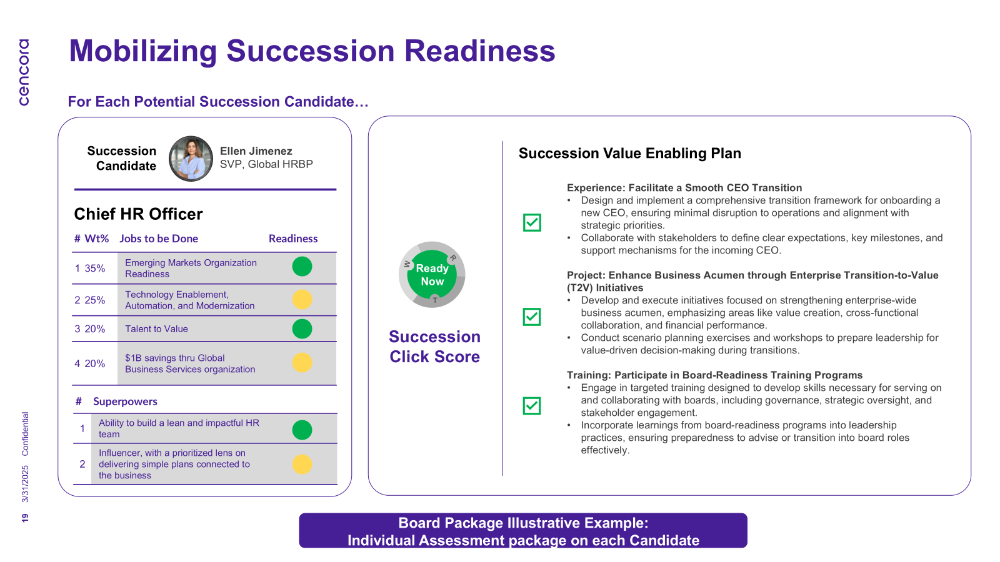 cencora
Mobilizing Succession Readiness
For Each Potential Succession Candidate…
Succession
Candidate
Ellen Jimenez
SVP, Global HRBP
Chief HR Officer
# Wt% Jobs to be Done Readiness
1 35% Emerging Markets Organization
Readiness
2 25% Technology Enablement,
Automation, and Modernization
3 20% Talent to Value
4 20% $1B savings thru Global
Business Services organization
# Superpowers
1 Ability to build a lean and impactful HR
team
2 Influencer, with a prioritized lens on
delivering simple plans connected to
the business
W
R
T
Ready
Now
Succession
Click Score
Succession Value Enabling Plan
Experience: Facilitate a Smooth CEO Transition
• Design and implement a comprehensive transition framework for onboarding a
new CEO, ensuring minimal disruption to operations and alignment with
strategic priorities.
• Collaborate with stakeholders to define clear expectations, key milestones, and
support mechanisms for the incoming CEO.
Project: Enhance Business Acumen through Enterprise Transition-to-Value
(T2V) Initiatives
• Develop and execute initiatives focused on strengthening enterprise-wide
business acumen, emphasizing areas like value creation, cross-functional
collaboration, and financial performance.
• Conduct scenario planning exercises and workshops to prepare leadership for
value-driven decision-making during transitions.
Training: Participate in Board-Readiness Training Programs
• Engage in targeted training designed to develop skills necessary for serving on
and collaborating with boards, including governance, strategic oversight, and
stakeholder engagement.
• Incorporate learnings from board-readiness programs into leadership
practices, ensuring preparedness to advise or transition into board roles
effectively.
Board Package Illustrative Example:
Individual Assessment package on each Candidate
19 3/31/2025 Confidential